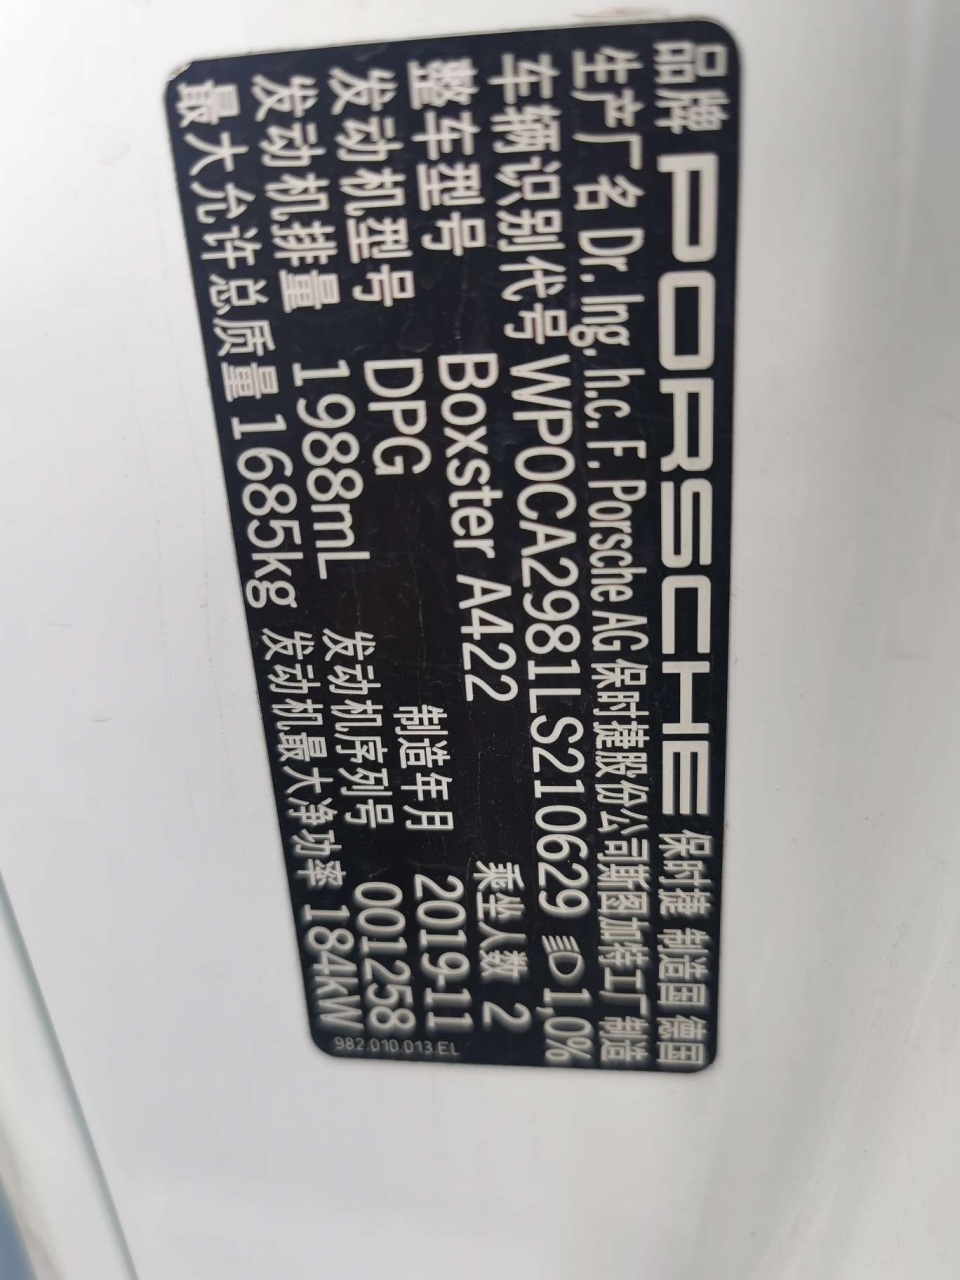 品牌 PORSCHE 保时捷 制造国 德国
生产厂名 Dr. Ing. h.c. F. Porsche AG 保时捷股份公司斯图加特工厂制造
车辆识别代号 WP0CA2981LS210629 1,0%
整车型号 Boxster A422 乘坐人数 2
发动机型号 DPG 制造年月 2019-11
发动机排量 1988mL 发动机序列号 001258
最大允许总质量 1685kg 发动机最大净功率 184kW
982.010.013.EL